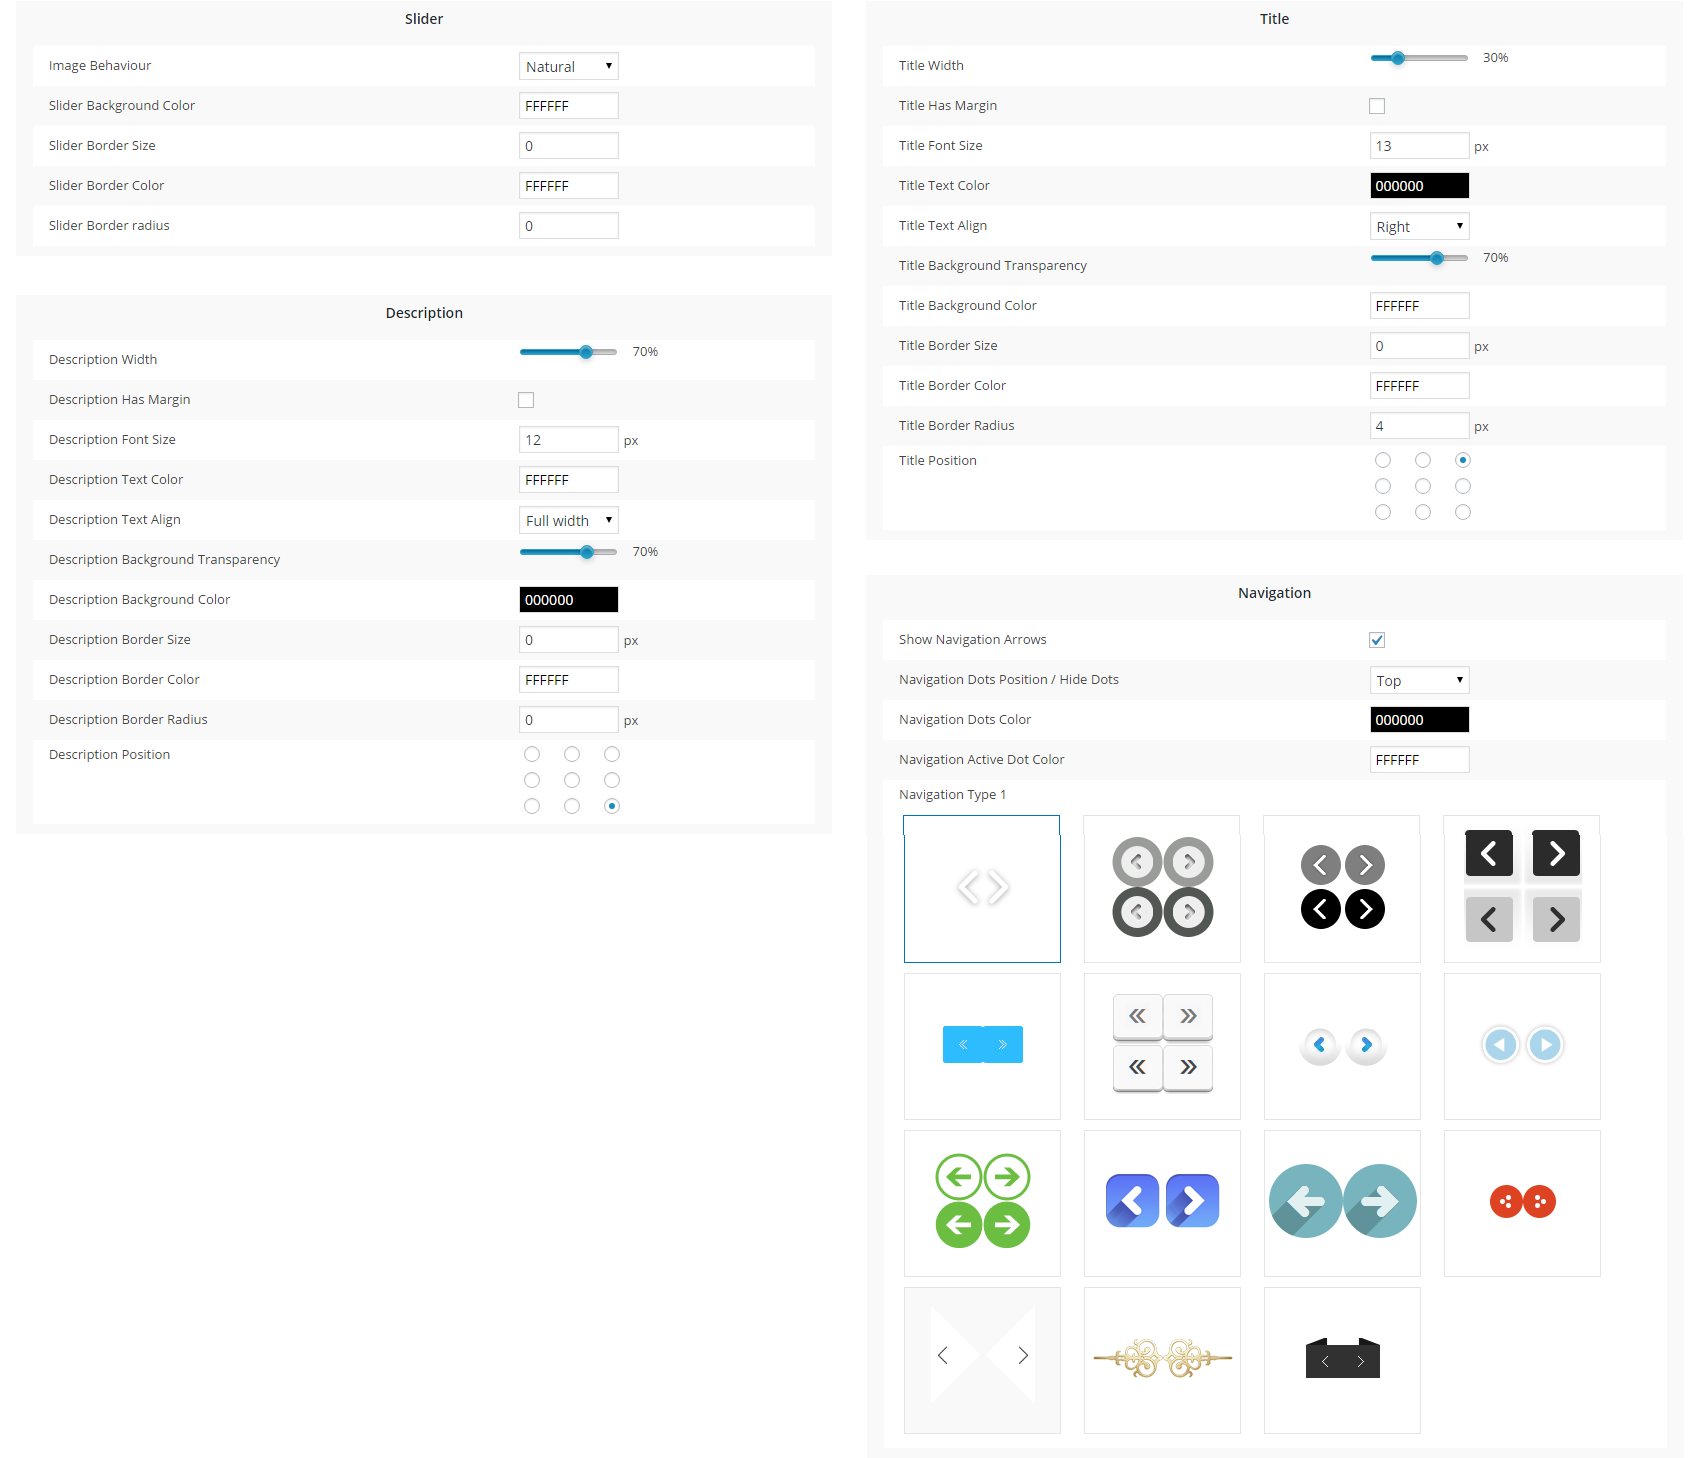 Slider
Image Behaviour Natural
Slider Background Color FFFFFF
Slider Border Size 0
Slider Border Color FFFFFF
Slider Border radius 0
Description
Description Width 70%
Description Has Margin
Description Font Size 12 px
Description Text Color FFFFFF
Description Text Align Full width
Description Background Transparency 70%
Description Background Color 000000
Description Border Size 0 px
Description Border Color FFFFFF
Description Border Radius 0 px
Description Position
Title
Title Width 30%
Title Has Margin
Title Font Size 13 px
Title Text Color 000000
Title Text Align Right
Title Background Transparency 70%
Title Background Color FFFFFF
Title Border Size 0 px
Title Border Color FFFFFF
Title Border Radius 4 px
Title Position
Navigation
Show Navigation Arrows
Navigation Dots Position / Hide Dots Top
Navigation Dots Color 000000
Navigation Active Dot Color FFFFFF
Navigation Type 1